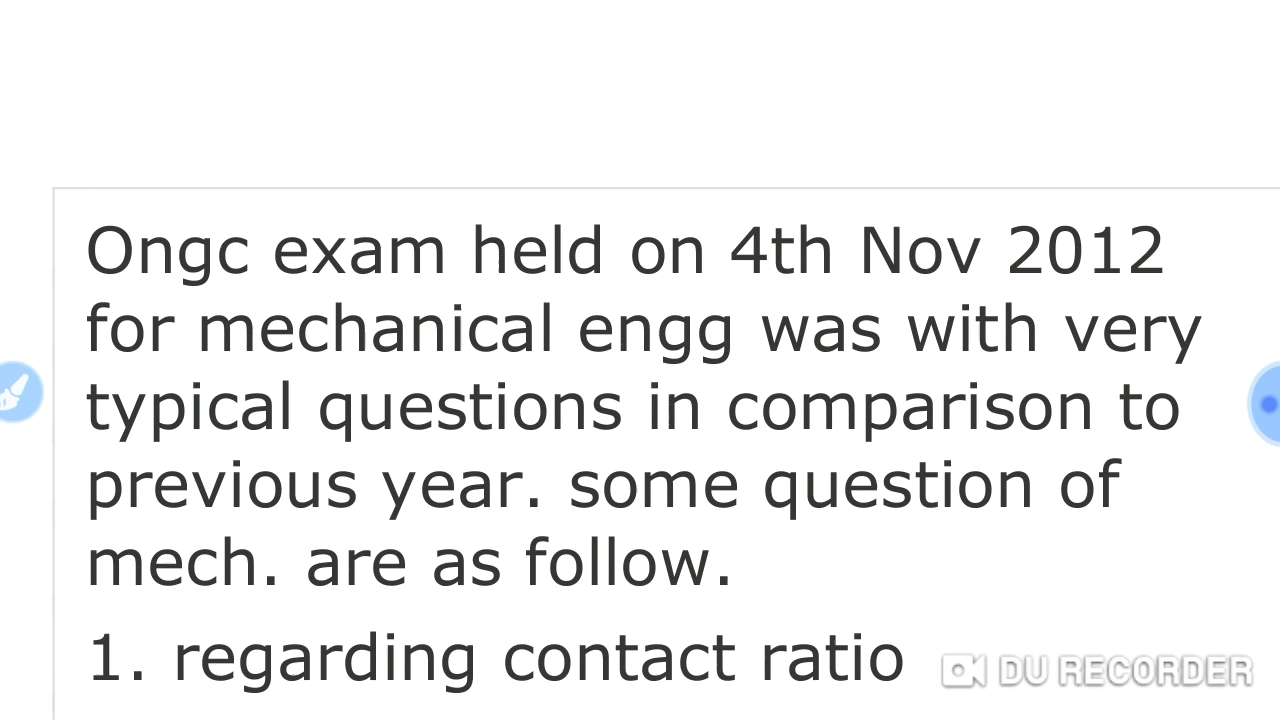 Ongc exam held on 4th Nov 2012
for mechanical engg was with very
typical questions in comparison to
previous year. some question of
mech. are as follow.
1. regarding contact ratio
DU RECORDER